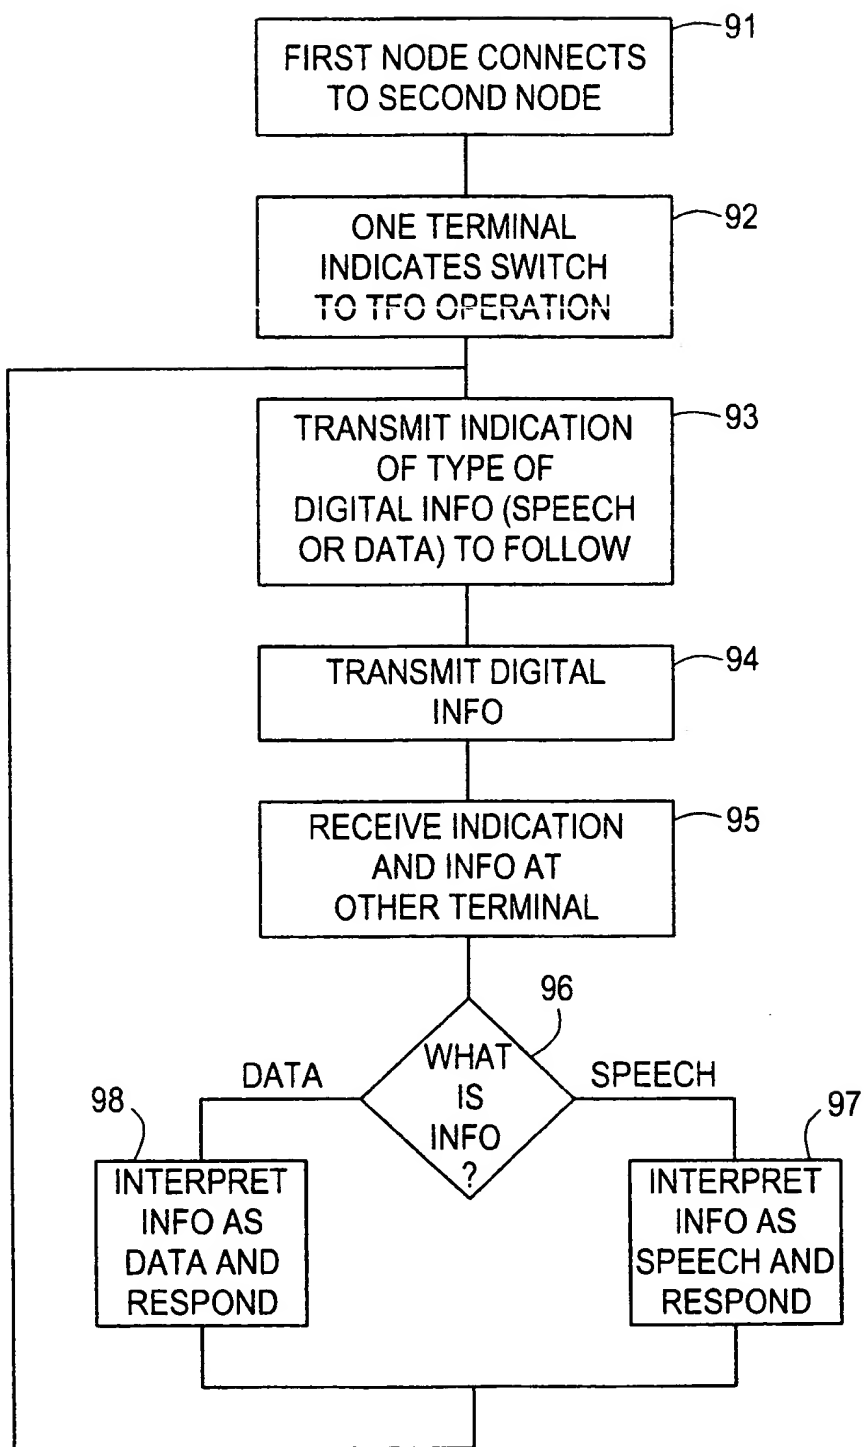 91
FIRST NODE CONNECTS
TO SECOND NODE
92
ONE TERMINAL
INDICATES SWITCH
TO TFO OPERATION
93
TRANSMIT INDICATION
OF TYPE OF
DIGITAL INFO (SPEECH
OR DATA) TO FOLLOW
94
TRANSMIT DIGITAL
INFO
95
RECEIVE INDICATION
AND INFO AT
OTHER TERMINAL
96
WHAT
IS
INFO
?
DATA
SPEECH
98
INTERPRET
INFO AS
DATA AND
RESPOND
97
INTERPRET
INFO AS
SPEECH AND
RESPOND